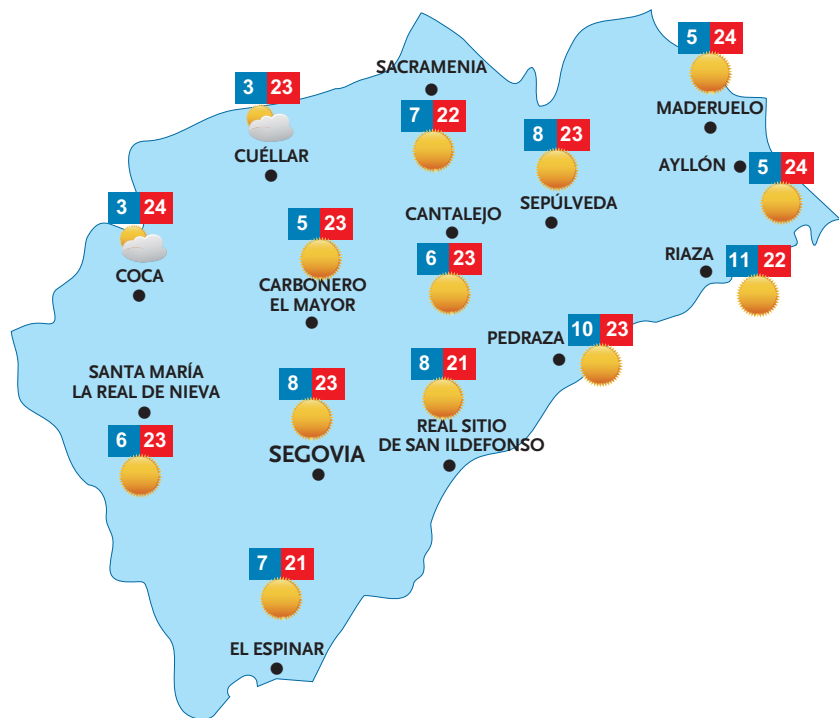 5 24
MADERUELO
SACRAMENIA
7 22
3 23
CUÉLLAR
8 23
SEPÚLVEDA
AYLLÓN
5 24
3 24
COCA
5 23
CARBONERO
EL MAYOR
CANTALEJO
6 23
RIAZA
11 22
PEDRAZA
10 23
SANTA MARÍA
LA REAL DE NIEVA
6 23
8 23
SEGOVIA
8 21
REAL SITIO
DE SAN ILDEFONSO
7 21
EL ESPINAR